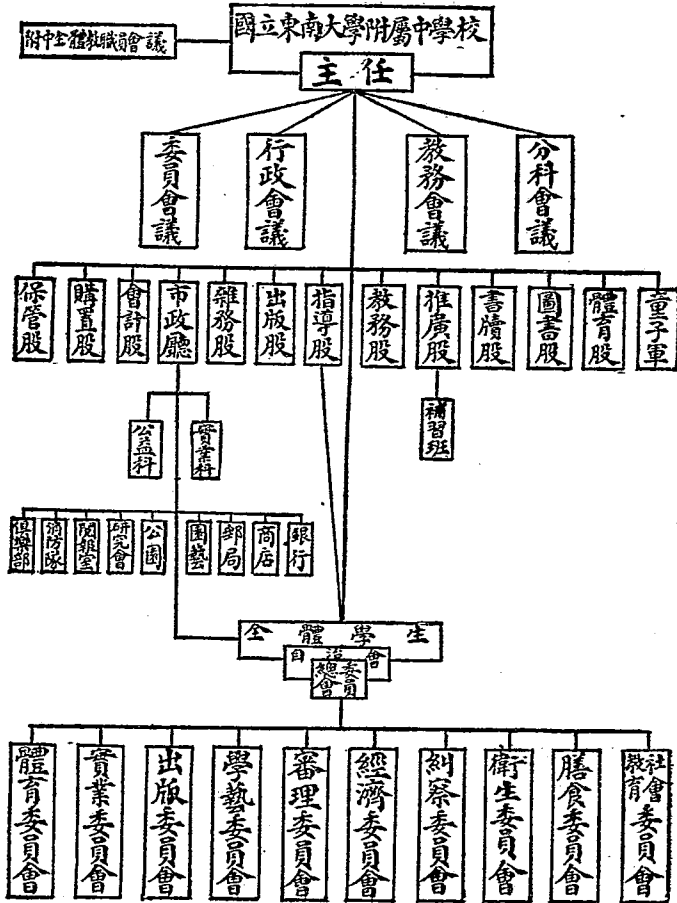 國立東南大學附屬中學校
附中全體教職員會議
主任
分科會議
教務會議
行政會議
委員會議
童子軍
體育股
圖書股
書牘股
推廣股
教務股
指導股
出版股
雜務股
市政廳
會計股
購置股
保管股
補習班
實業科
公益科
銀行
商店
郵局
園藝
公園
研究會
閱報室
消防隊
俱樂部
全體學生
自治會
總委員會
社會教育委員會
膳食委員會
衛生委員會
糾察委員會
經濟委員會
審理委員會
學藝委員會
出版委員會
實業委員會
體育委員會